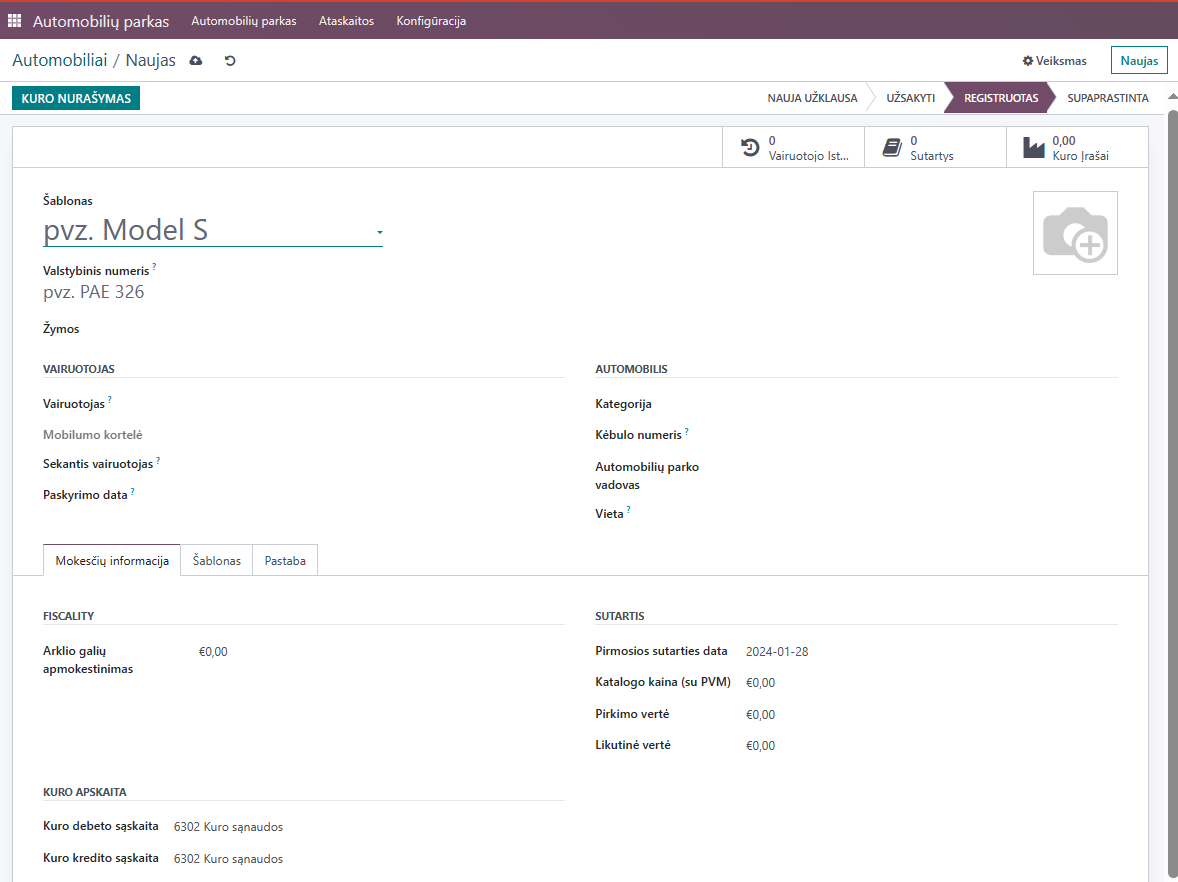 Automobilių parkas Automobilių parkas Ataskaitos Konfigūracija
Automobiliai / Naujas Veiksmas Naujas
KURO NURAŠYMAS NAUJA UŽKLAUSA UŽSAKYTI REGISTRUOTAS SUPAPRASTINTA
0 0 0,00
Vairuotojo Ist... Sutartys Kuro Įrašai
Šablonas
pvz. Model S
Valstybinis numeris ?
pvz. PAE 326
Žymos
VAIRUOTOJAS
Vairuotojas ?
Mobilumo kortelė
Sekantis vairuotojas ?
Paskyrimo data ?
AUTOMOBILIS
Kategorija
Kėbulo numeris ?
Automobilių parko
vadovas
Vieta ?
Mokesčių informacija Šablonas Pastaba
FISCALITY
Arklio galių €0,00
apmokestinimas
SUTARTIS
Pirmosios sutarties data 2024-01-28
Katalogo kaina (su PVM) €0,00
Pirkimo vertė €0,00
Likutinė vertė €0,00
KURO APSKAITA
Kuro debeto sąskaita 6302 Kuro sąnaudos
Kuro kredito sąskaita 6302 Kuro sąnaudos